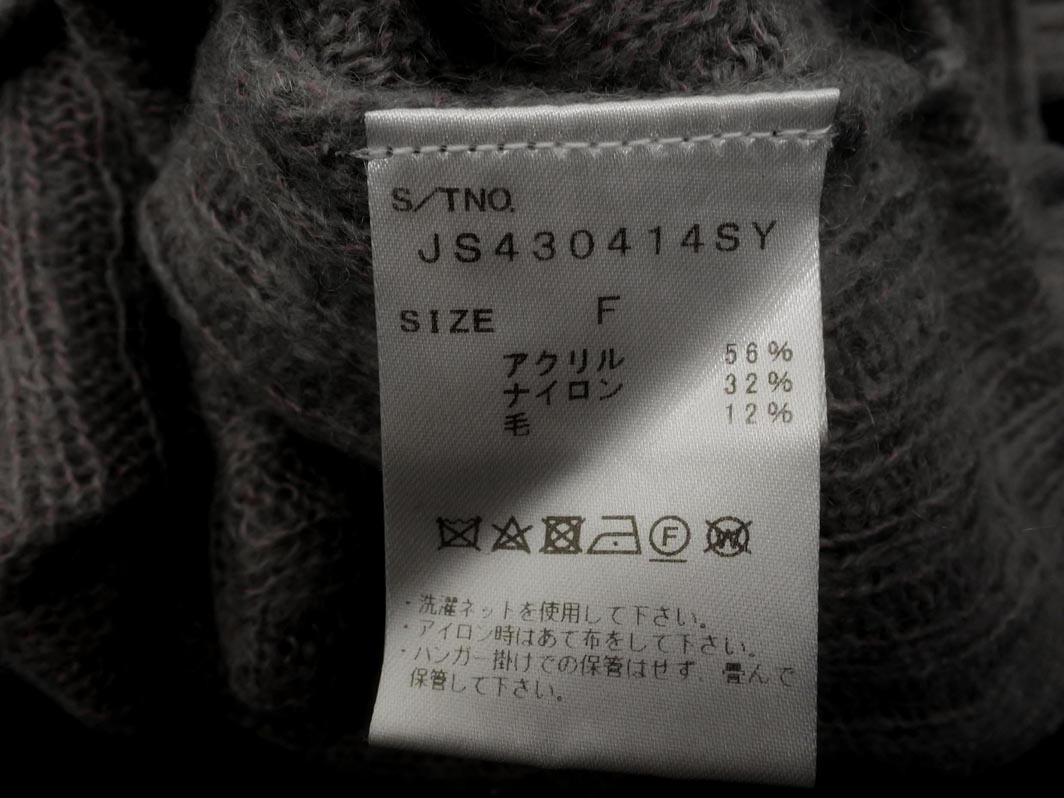 S/TNO.
JS430414SY
SIZE F
アクリル 56%
ナイロン 32%
毛 12%
F W
・洗濯ネットを使用して下さい。
・アイロン時はあて布をして下さい。
・ハンガー掛けでの保管はせず、畳んで
保管して下さい。